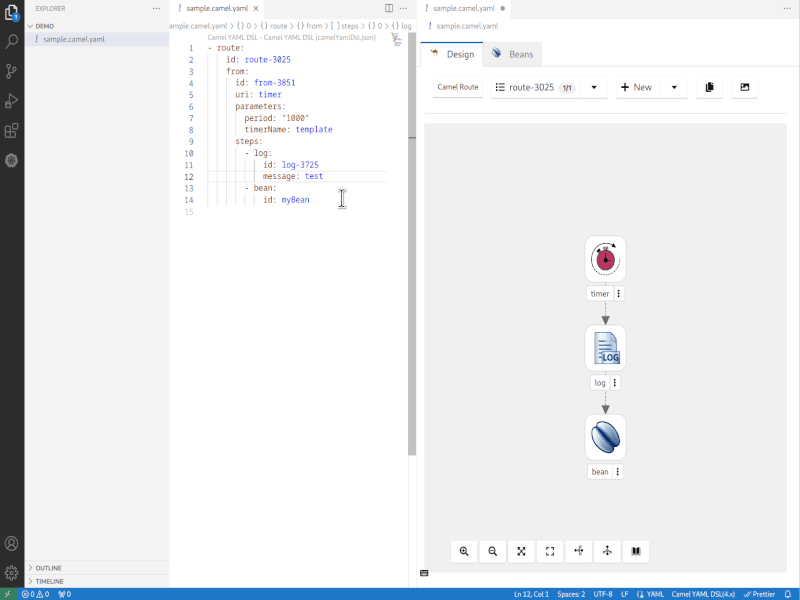 EXPLORER
DEMO
! sample.camel.yaml
OUTLINE
TIMELINE
! sample.camel.yaml
sample.camel.yaml > {} 0 > {} route > {} from > [ ] steps > {} 0 > {} log
Camel YAML DSL - Camel YAML DSL (camelYamlDsl.json)
1 - route:
2 id: route-3025
3 from:
4 id: from-3851
5 uri: timer
6 parameters:
7 period: "1000"
8 timerName: template
9 steps:
10 - log:
11 id: log-3725
12 message: test
13 - bean:
14 id: myBean
15
! sample.camel.yaml
! sample.camel.yaml
Design
Beans
Camel Route
route-3025 1/1
+ New
timer
LOG
log
bean
1
0 0 0
Ln 12, Col 1 Spaces: 2 UTF-8 LF YAML Camel YAML DSL(4.x) Prettier